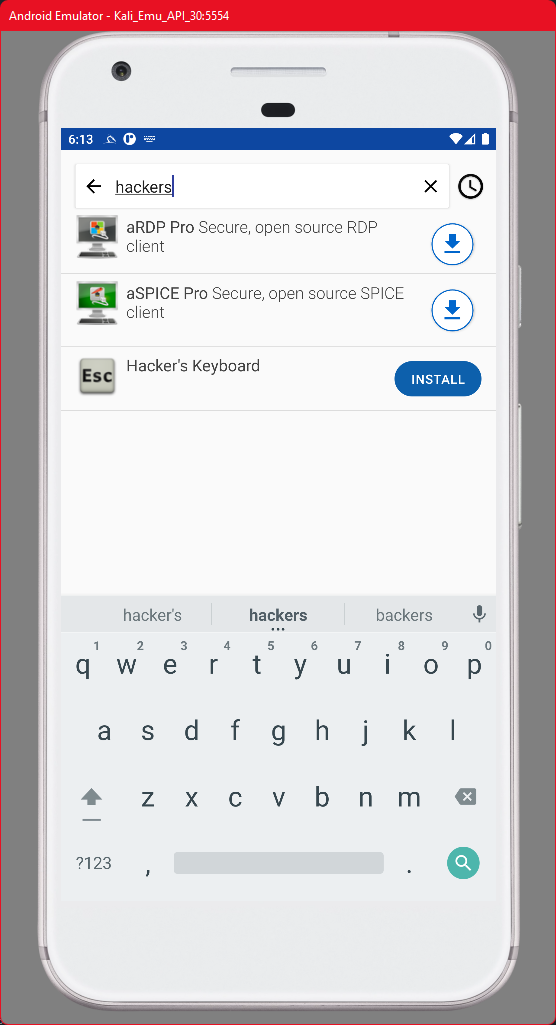 Android Emulator - Kali_Emu_API_30:5554
6:13
hackers
aRDP Pro Secure, open source RDP
client
aSPICE Pro Secure, open source SPICE
client
Esc
Hacker's Keyboard
INSTALL
hacker's hackers backers
1 2 3 4 5 6 7 8 9 0
q w e r t y u i o p
a s d f g h j k l
z x c v b n m
?123 , .